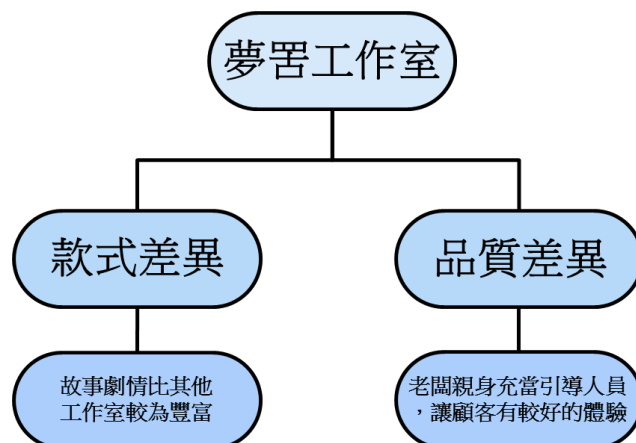 夢罟工作室
款式差異
品質差異
故事劇情比其他
工作室較為豐富
老闆親身充當引導人員
，讓顧客有較好的體驗